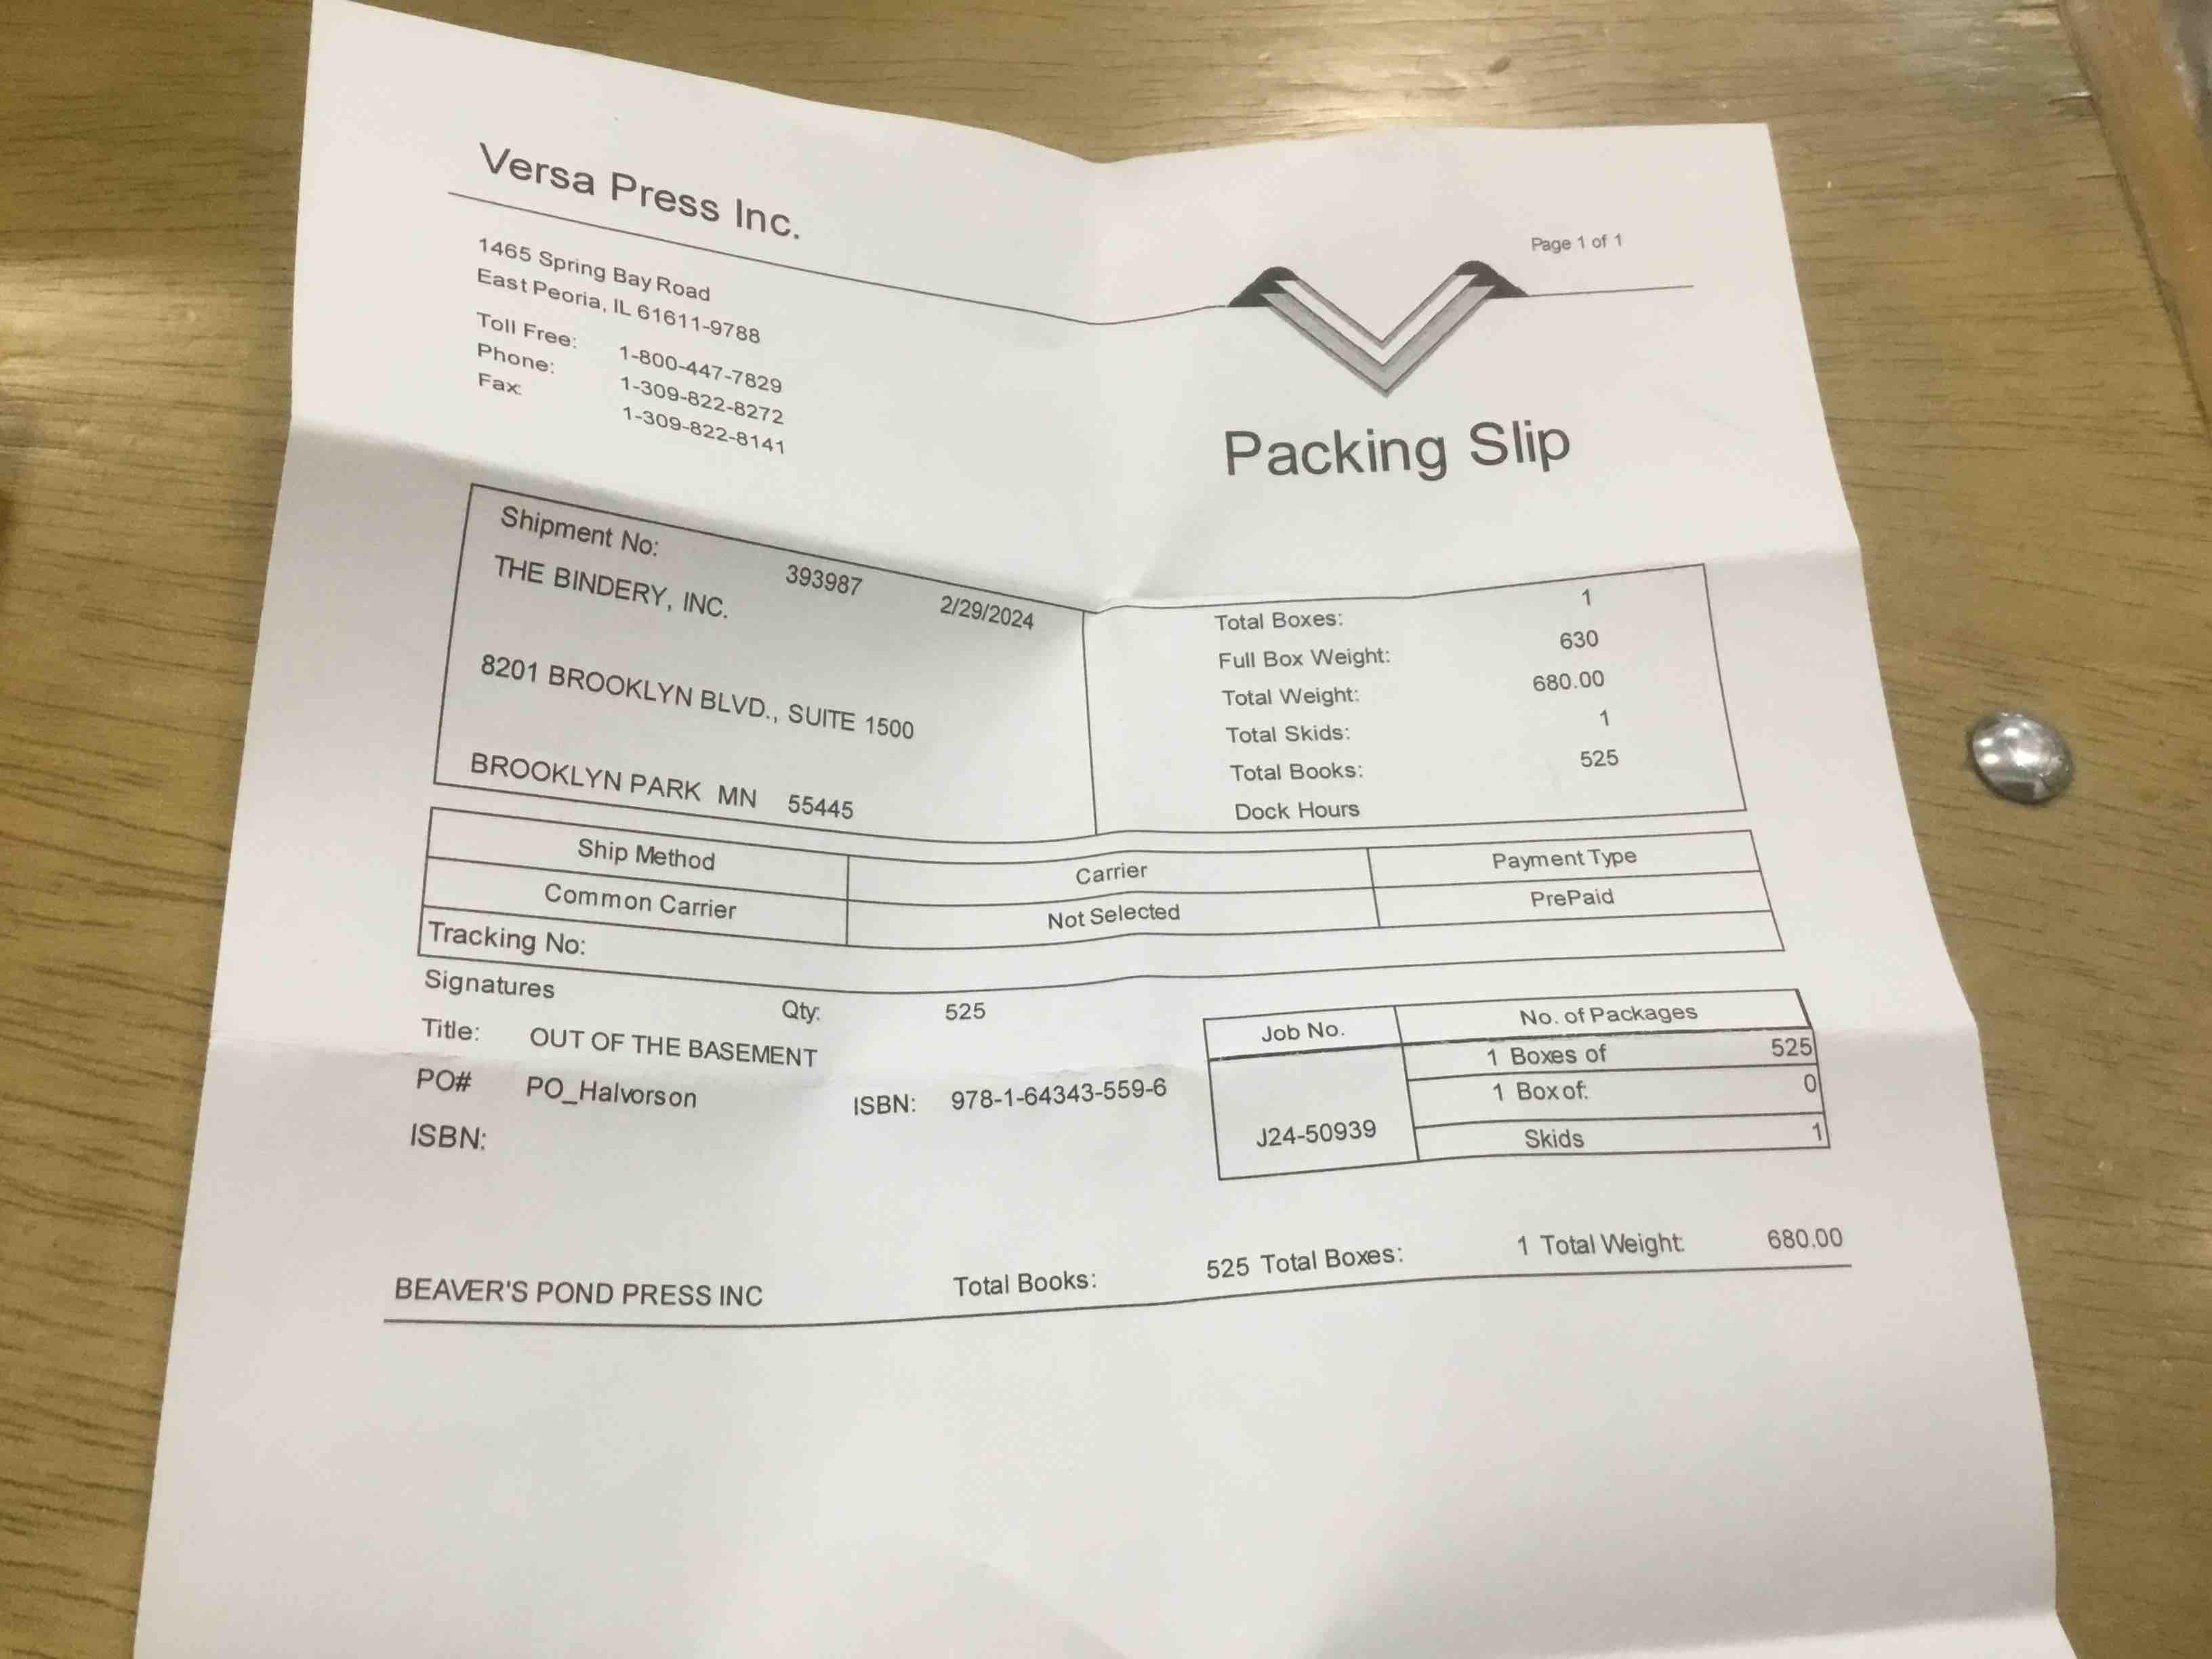 Versa Press Inc.
Page 1 of 1
1465 Spring Bay Road
East Peoria, IL 61611-9788
Toll Free: 1-800-447-7829
Phone: 1-309-822-8272
Fax: 1-309-822-8141
Packing Slip
Shipment No: 393987 2/29/2024
THE BINDERY, INC.
8201 BROOKLYN BLVD., SUITE 1500
BROOKLYN PARK MN 55445
Total Boxes: 1
Full Box Weight: 630
Total Weight: 680.00
Total Skids: 1
Total Books: 525
Dock Hours
Ship Method Carrier Payment Type
Common Carrier Not Selected PrePaid
Tracking No:
Signatures Qty: 525
Title: OUT OF THE BASEMENT
PO# PO_Halvorson ISBN: 978-1-64343-559-6
ISBN:
Job No. No. of Packages
1 Boxes of 525
1 Box of: 0
J24-50939 Skids 1
BEAVER'S POND PRESS INC Total Books: 525 Total Boxes: 1 Total Weight: 680.00